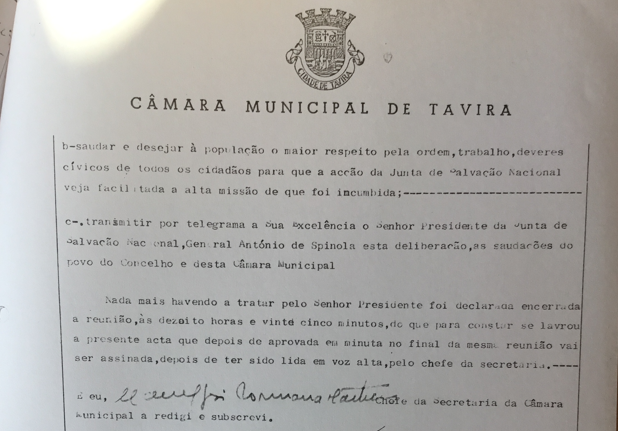 CIDADE DE TAVIRA
CÂMARA MUNICIPAL DE TAVIRA
b-saudar e desejar à população o maior respeito pela ordem,trabalho,deveres
cívicos de todos os cidadãos para que a acção da Junta de Salvação Nacional
veja facilitada a alta missão de que foi incumbida;---------------------------
c-.transmitir por telegrama a Sua Excelência o Senhor Presidente da Junta de
Salvação Nacional,General António de Spinola esta deliberação,as saudações do
povo do Concelho e desta Câmara Municipal
Nada mais havendo a tratar pelo Senhor Presidente foi declarada encerrada
a reunião,às dezoito horas e vinte cinco minutos,do que para constar se lavrou
a presente acta que depois de aprovada em minuta no final da mesma reunião vai
ser assinada,depois de ter sido lida em voz alta,pelo chefe da secretaria.----
E eu, da Secretaria da Câmara
Municipal a redigi e subscrevi.